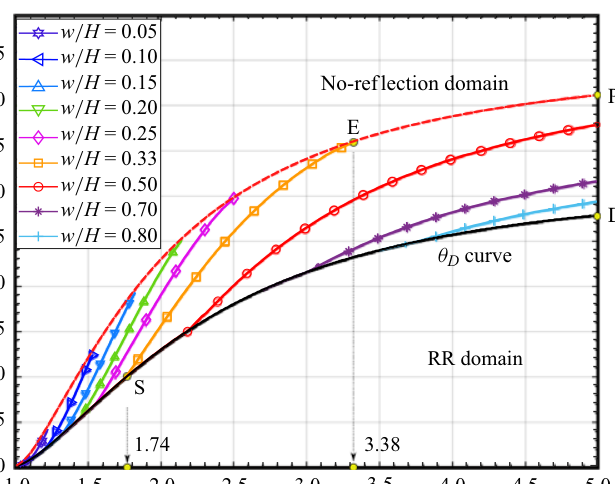 w/H = 0.05
w/H = 0.10
w/H = 0.15
w/H = 0.20
w/H = 0.25
w/H = 0.33
w/H = 0.50
w/H = 0.70
w/H = 0.80
No-reflection domain
E
θD curve
RR domain
S
1.74
3.38
1.0 1.5 2.0 2.5 3.0 3.5 4.0 4.5 5.0